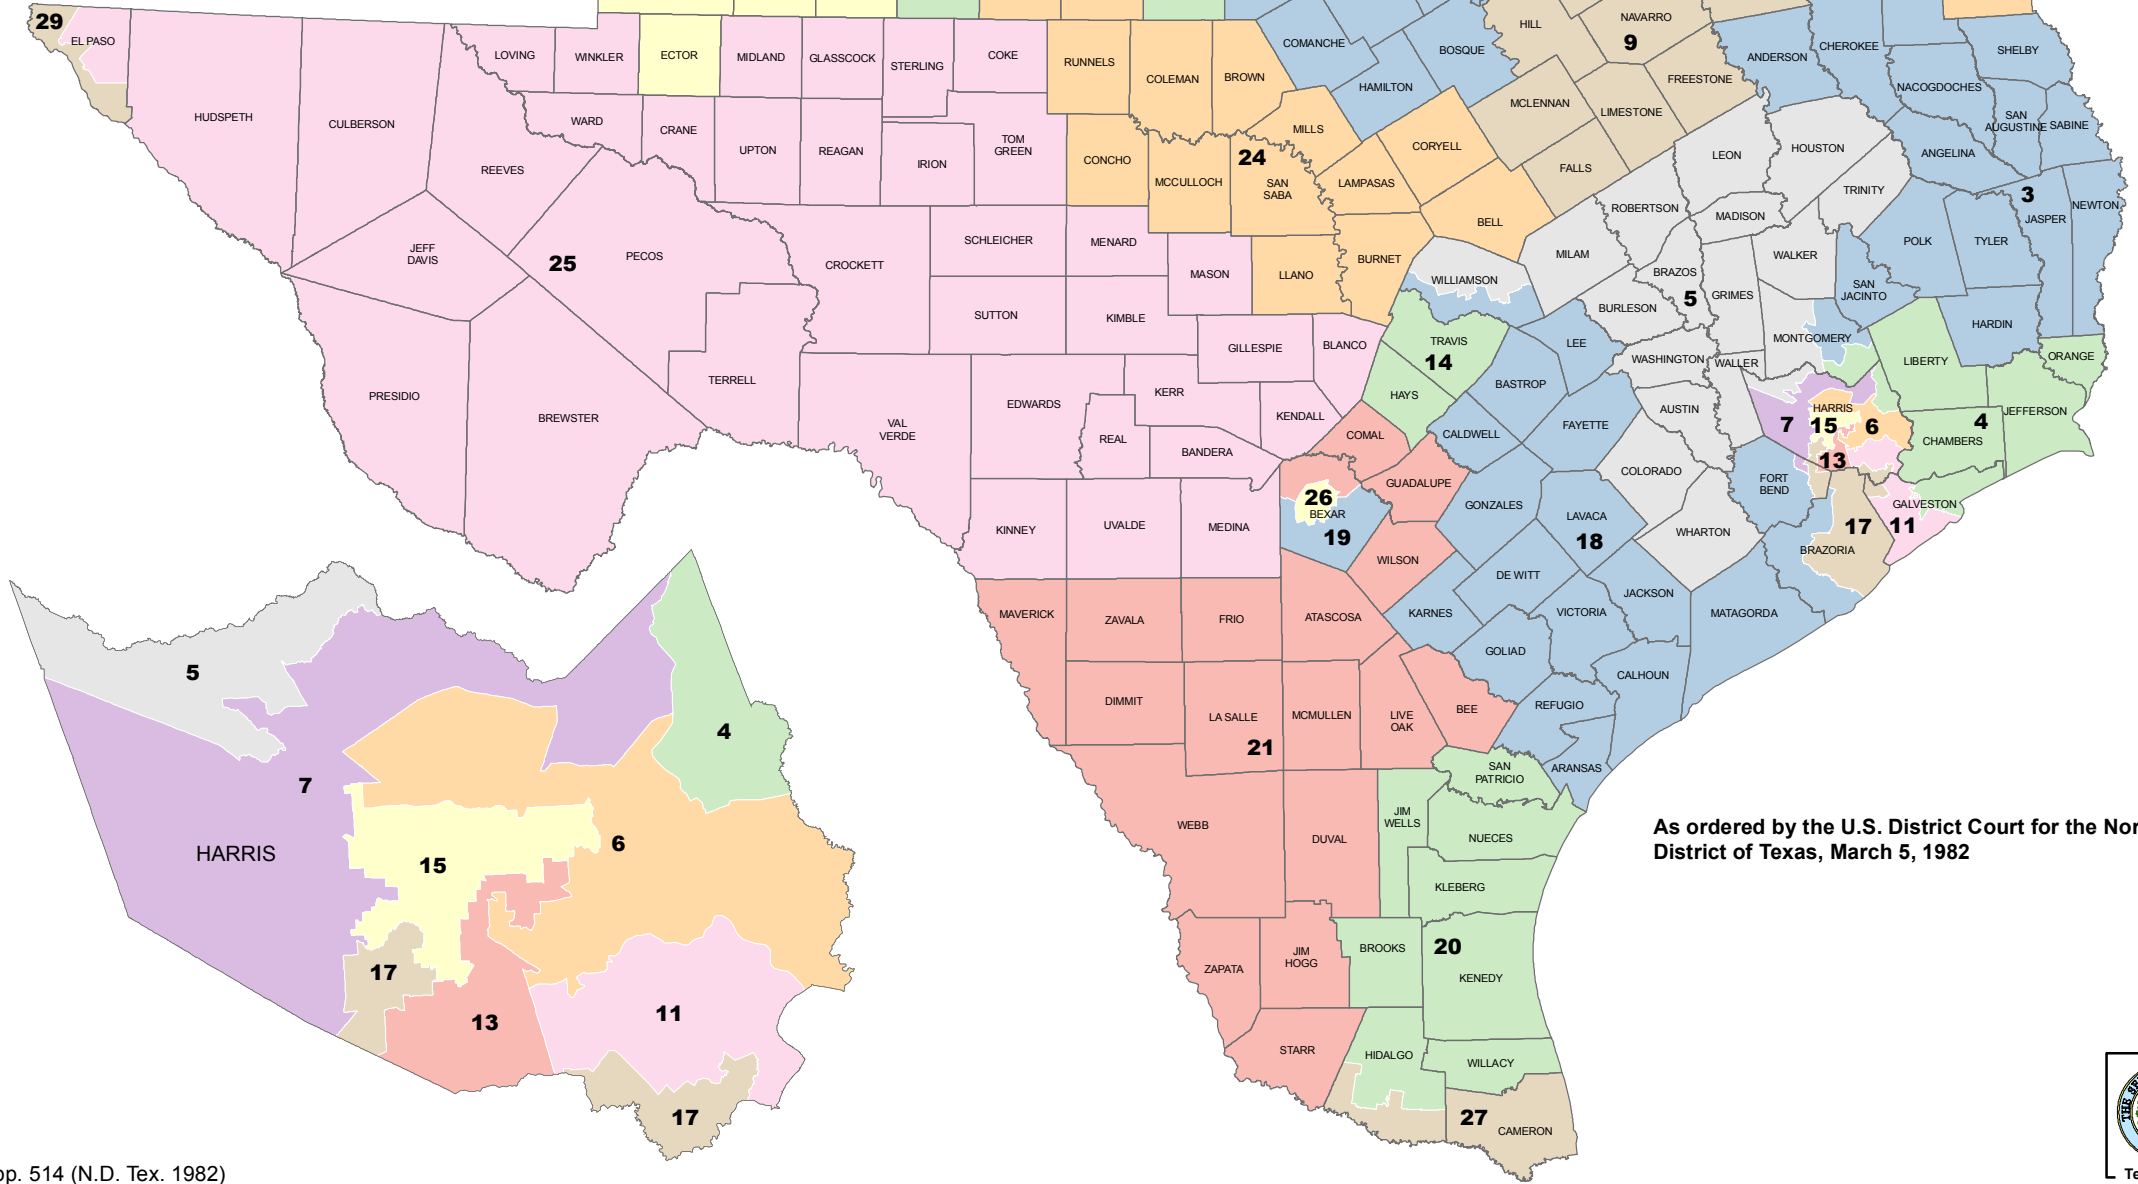 29
EL PASO
HUDSPETH
CULBERSON
REEVES
LOVING
WINKLER
ECTOR
MIDLAND
GLASSCOCK
STERLING
COKE
RUNNELS
COLEMAN
BROWN
COMANCHE
HAMILTON
BOSQUE
HILL
NAVARRO
9
FREESTONE
ANDERSON
CHEROKEE
NACOGDOCHES
SHELBY
SAN
AUGUSTINE
SABINE
WARD
CRANE
UPTON
REAGAN
IRION
TOM
GREEN
CONCHO
MCCULLOCH
24
SAN
SABA
MILLS
LAMPASAS
CORYELL
MCLENNAN
LIMESTONE
FALLS
BELL
LEON
HOUSTON
TRINITY
ANGELINA
3
JASPER
NEWTON
JEFF
DAVIS
25
PECOS
CROCKETT
SCHLEICHER
MENARD
MASON
LLANO
BURNET
WILLIAMSON
MILAM
ROBERTSON
MADISON
BRAZOS
5
GRIMES
WALKER
SAN
JACINTO
POLK
TYLER
HARDIN
BURLESON
SUTTON
KIMBLE
GILLESPIE
BLANCO
TRAVIS
14
HAYS
LEE
BASTROP
WASHINGTON
WALLER
MONTGOMERY
LIBERTY
ORANGE
JEFFERSON
4
CHAMBERS
PRESIDIO
BREWSTER
TERRELL
VAL
VERDE
EDWARDS
KERR
REAL
BANDERA
KENDALL
COMAL
CALDWELL
FAYETTE
AUSTIN
COLORADO
7
HARRIS
15
6
13
FORT
BEND
GALVESTON
11
17
BRAZORIA
KINNEY
UVALDE
MEDINA
26
BEXAR
19
GUADALUPE
GONZALES
LAVACA
18
WHARTON
WILSON
DE WITT
JACKSON
MATAGORDA
MAVERICK
ZAVALA
FRIO
ATASCOSA
KARNES
VICTORIA
GOLIAD
CALHOUN
DIMMIT
LA SALLE
21
MCMULLEN
LIVE
OAK
BEE
REFUGIO
ARANSAS
SAN
PATRICIO
WEBB
DUVAL
JIM
WELLS
NUECES
KLEBERG
ZAPATA
JIM
HOGG
BROOKS
20
KENEDY
STARR
HIDALGO
WILLACY
27
CAMERON
5
7
HARRIS
4
15
6
17
13
11
17
As ordered by the U.S. District Court for the Nor
District of Texas, March 5, 1982
pp. 514 (N.D. Tex. 1982)
THE SE
Te